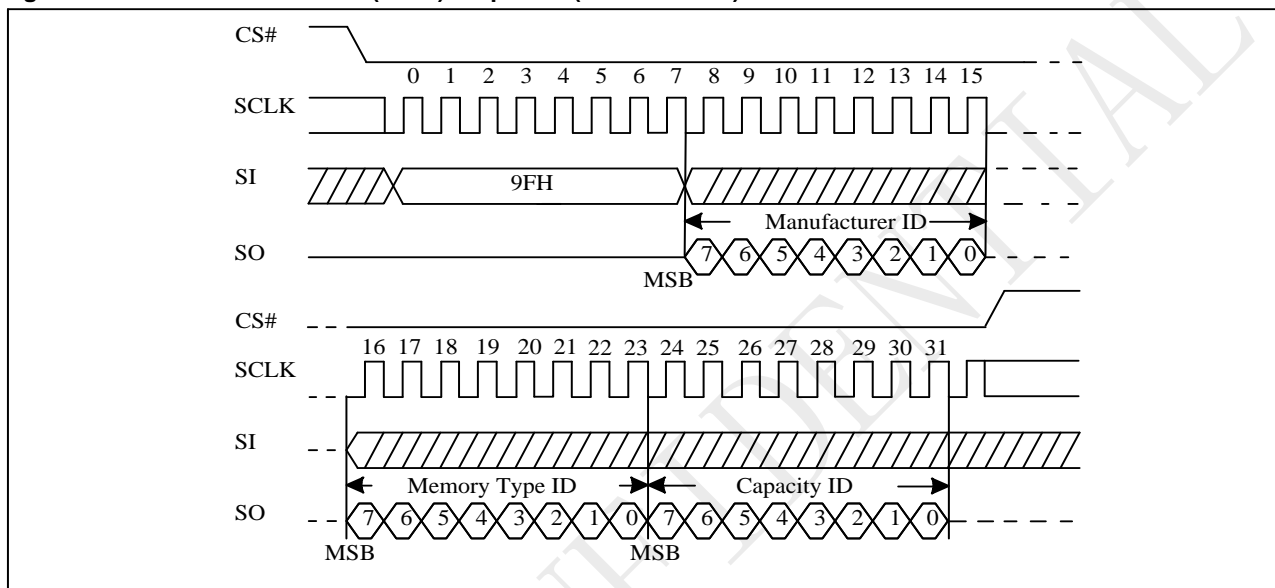 CS#
0 1 2 3 4 5 6 7 8 9 10 11 12 13 14 15
SCLK
SI
9FH
Manufacturer ID
SO
7 6 5 4 3 2 1 0
MSB
CS#
16 17 18 19 20 21 22 23 24 25 26 27 28 29 30 31
SCLK
SI
Memory Type ID Capacity ID
SO
7 6 5 4 3 2 1 0 7 6 5 4 3 2 1 0
MSB MSB